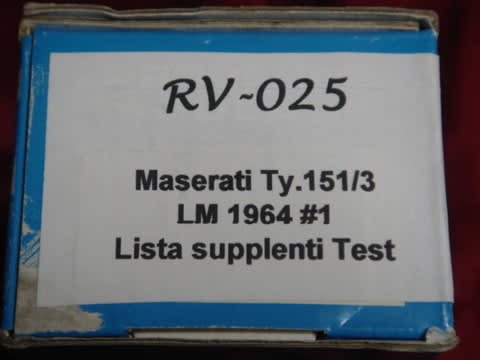 RV-025
Maserati Ty.151/3
LM 1964 #1
Lista supplenti Test